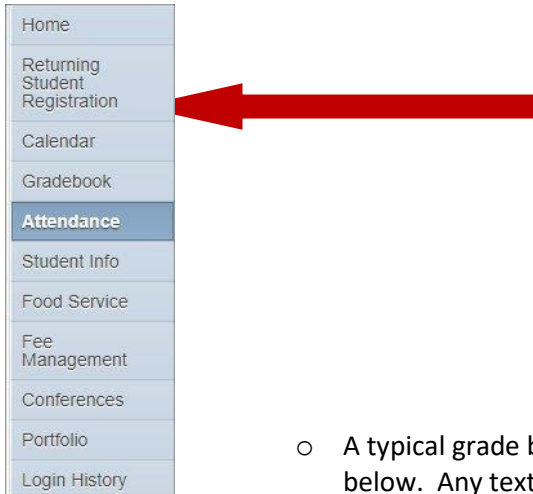 Home
Returning
Student
Registration
Calendar
Gradebook
Attendance
Student Info
Food Service
Fee
Management
Conferences
Portfolio
Login History
o A typical grade
below. Any text